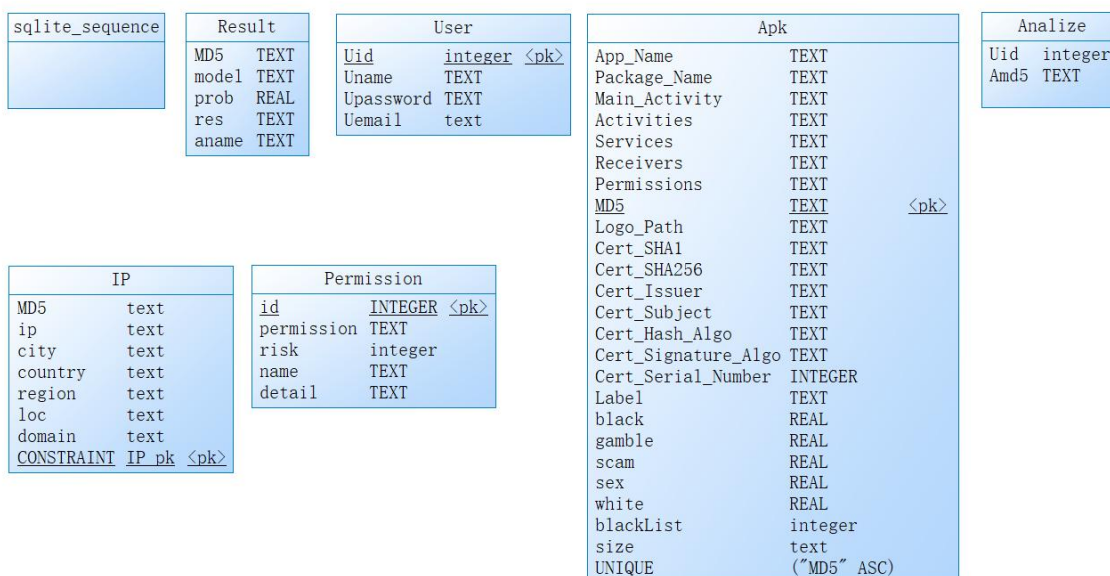 sqlite_sequence
Result
MD5 TEXT
model TEXT
prob REAL
res TEXT
aname TEXT
User
Uid integer <pk>
Uname TEXT
Upassword TEXT
Uemail text
Apk
App_Name TEXT
Package_Name TEXT
Main_Activity TEXT
Activities TEXT
Services TEXT
Receivers TEXT
Permissions TEXT
MD5 TEXT <pk>
Logo_Path TEXT
Cert_SHA1 TEXT
Cert_SHA256 TEXT
Cert_Issuer TEXT
Cert_Subject TEXT
Cert_Hash_Algo TEXT
Cert_Signature_Algo TEXT
Cert_Serial_Number INTEGER
Label TEXT
black REAL
gamble REAL
scam REAL
sex REAL
white REAL
blackList integer
size text
UNIQUE ("MD5" ASC)
Analize
Uid integer
Amd5 TEXT
IP
MD5 text
ip text
city text
country text
region text
loc text
domain text
CONSTRAINT IP_pk <pk>
Permission
id INTEGER <pk>
permission TEXT
risk integer
name TEXT
detail TEXT